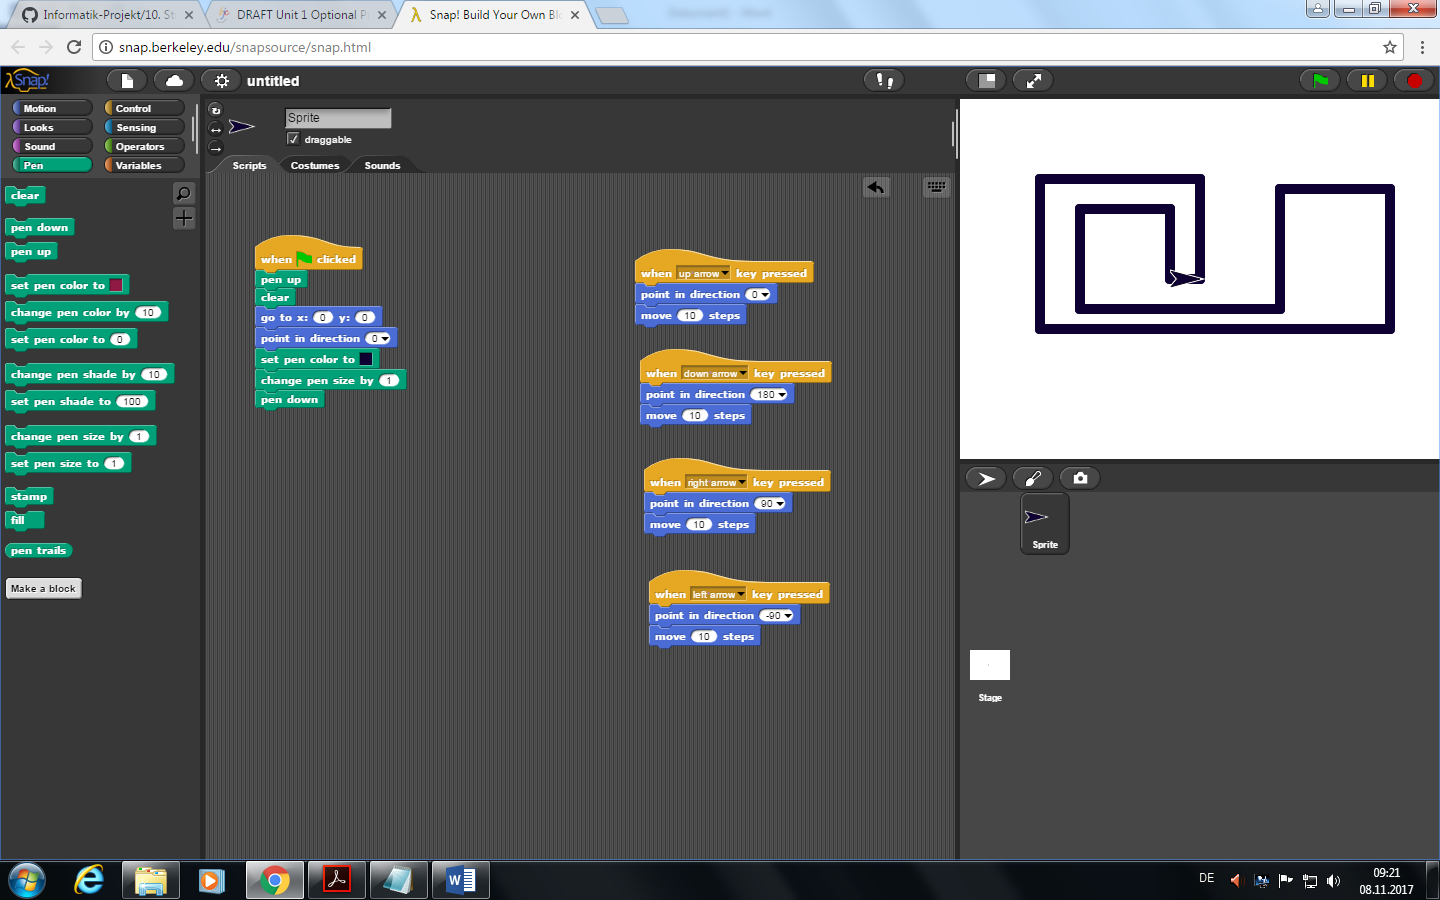 Informatik-Projekt/10. St
DRAFT Unit 1 Optional P
Snap! Build Your Own Bl
snap.berkeley.edu/snapsource/snap.html
Snap!
untitled
Motion
Control
Looks
Sensing
Sound
Operators
Pen
Variables
Sprite
draggable
Scripts
Costumes
Sounds
clear
pen down
pen up
set pen color to
change pen color by 10
set pen color to 0
change pen shade by 10
set pen shade to 100
change pen size by 1
set pen size to 1
stamp
fill
pen trails
Make a block
when clicked
pen up
clear
go to x: 0 y: 0
point in direction 0
set pen color to
change pen size by 1
pen down
when up arrow key pressed
point in direction 0
move 10 steps
when down arrow key pressed
point in direction 180
move 10 steps
when right arrow key pressed
point in direction 90
move 10 steps
when left arrow key pressed
point in direction -90
move 10 steps
Sprite
Stage
DE
09:21
08.11.2017